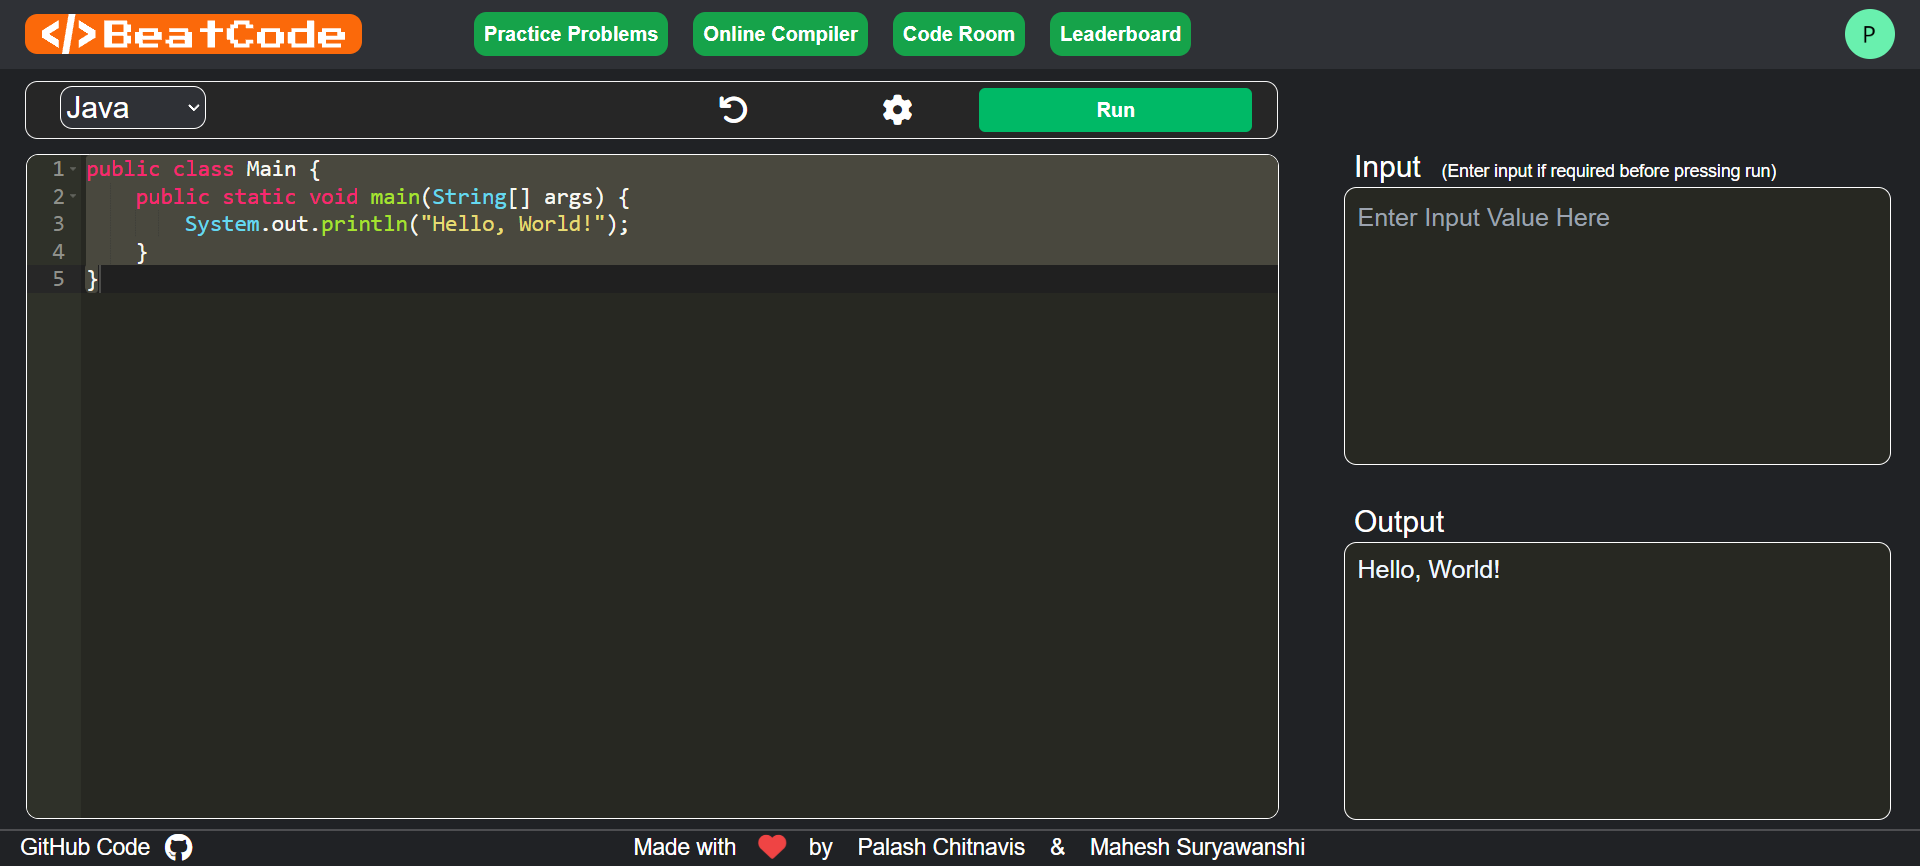 </>BeatCode
Practice Problems
Online Compiler
Code Room
Leaderboard
P
Java
Run
1 public class Main {
2     public static void main(String[] args) {
3         System.out.println("Hello, World!");
4     }
5 }
Input (Enter input if required before pressing run)
Enter Input Value Here
Output
Hello, World!
GitHub Code
Made with by Palash Chitnavis & Mahesh Suryawanshi